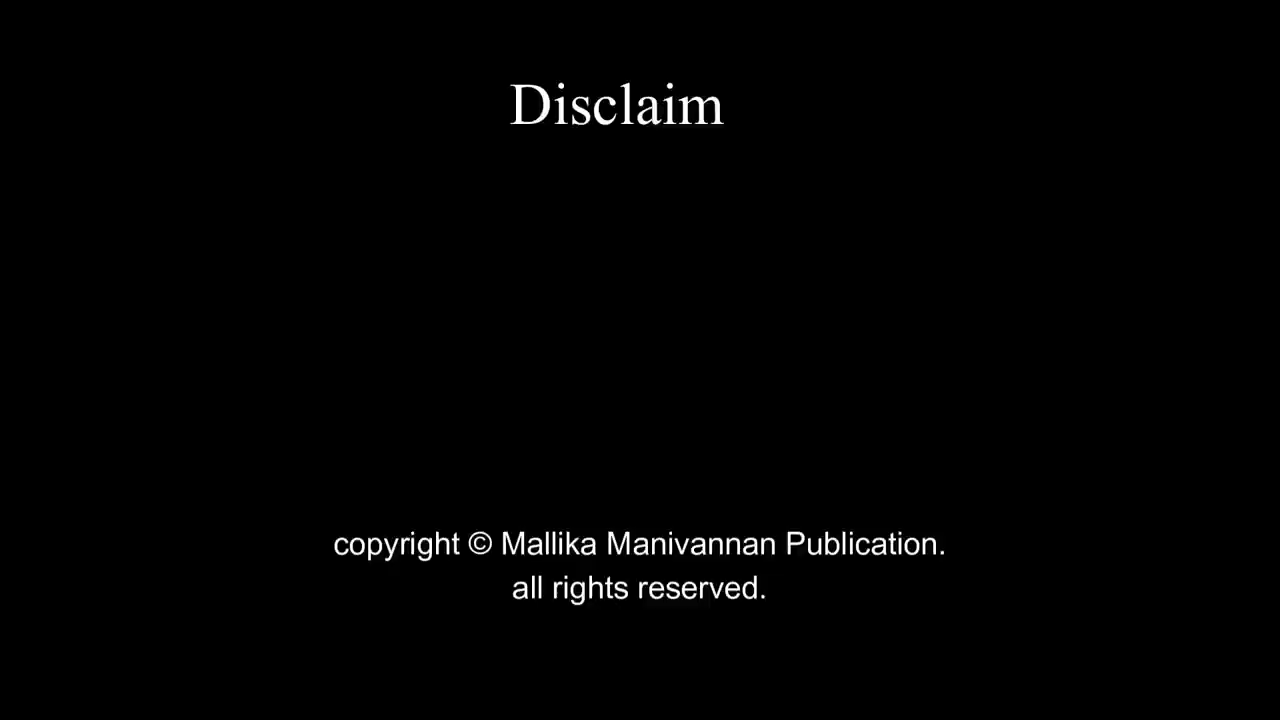 Disclaim
copyright © Mallika Manivannan Publication.
all rights reserved.